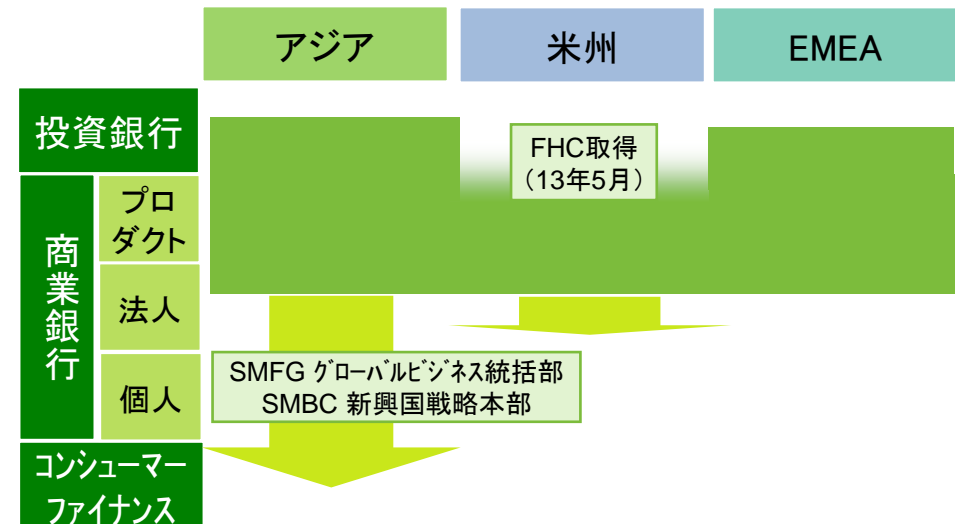 アジア
米州
EMEA
投資銀行
FHC取得
（13年5月）
商業銀行
プロ
ダクト
法人
個人
SMFG ｸﾞﾛｰﾊﾞﾙﾋﾞｼﾞﾈｽ統括部
SMBC 新興国戦略本部
コンシューマー
ファイナンス